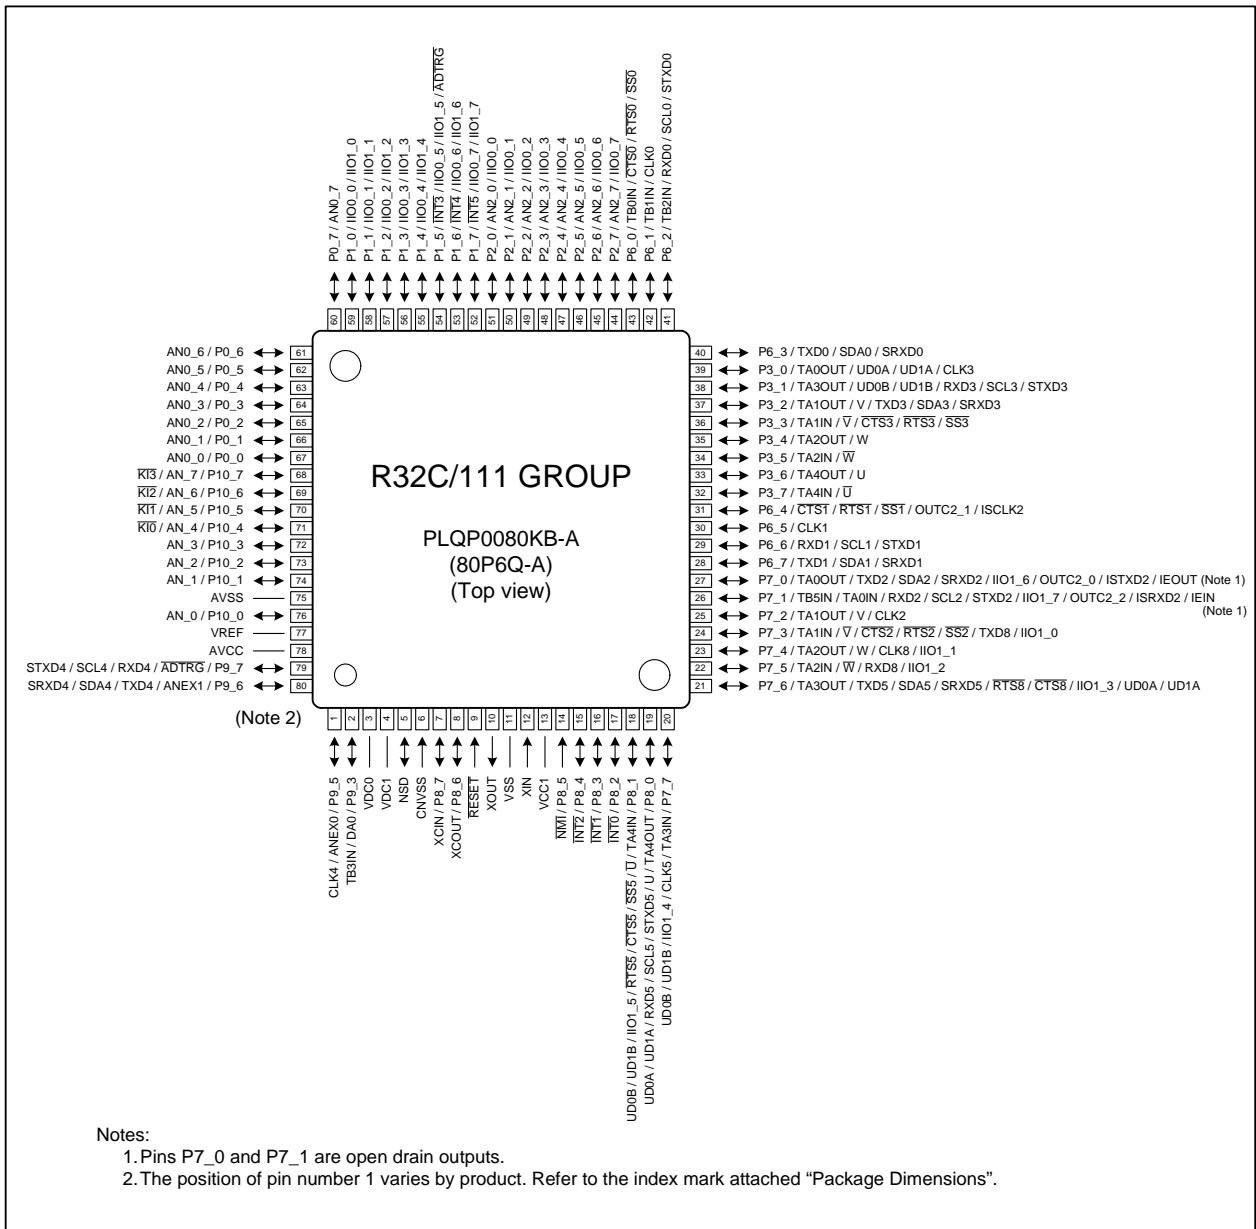 P0_7 / AN0_7
P1_0 / IIO0_0 / IIO1_0
P1_1 / IIO0_1 / IIO1_1
P1_2 / IIO0_2 / IIO1_2
P1_3 / IIO0_3 / IIO1_3
P1_4 / IIO0_4 / IIO1_4
P1_5 / INT3 / IIO0_5 / IIO1_5 / ADTRG
P1_6 / INT4 / IIO0_6 / IIO1_6
P1_7 / INT5 / IIO0_7 / IIO1_7
P2_0 / AN2_0 / IIO0_0
P2_1 / AN2_1 / IIO0_1
P2_2 / AN2_2 / IIO0_2
P2_3 / AN2_3 / IIO0_3
P2_4 / AN2_4 / IIO0_4
P2_5 / AN2_5 / IIO0_5
P2_6 / AN2_6 / IIO0_6
P2_7 / AN2_7 / IIO0_7
P6_0 / TB0IN / CTS0 / RTS0 / SS0
P6_1 / TB1IN / CLK0
P6_2 / TB2IN / RXD0 / SCL0 / STXD0
60 59 58 57 56 55 54 53 52 51 50 49 48 47 46 45 44 43 42 41
AN0_6 / P0_6 61
AN0_5 / P0_5 62
AN0_4 / P0_4 63
AN0_3 / P0_3 64
AN0_2 / P0_2 65
AN0_1 / P0_1 66
AN0_0 / P0_0 67
KI3 / AN_7 / P10_7 68
KI2 / AN_6 / P10_6 69
KI1 / AN_5 / P10_5 70
KI0 / AN_4 / P10_4 71
AN_3 / P10_3 72
AN_2 / P10_2 73
AN_1 / P10_1 74
AVSS 75
AN_0 / P10_0 76
VREF 77
AVCC 78
STXD4 / SCL4 / RXD4 / ADTRG / P9_7 79
SRXD4 / SDA4 / TXD4 / ANEX1 / P9_6 80
R32C/111 GROUP
PLQP0080KB-A
(80P6Q-A)
(Top view)
40 P6_3 / TXD0 / SDA0 / SRXD0
39 P3_0 / TA0OUT / UD0A / UD1A / CLK3
38 P3_1 / TA3OUT / UD0B / UD1B / RXD3 / SCL3 / STXD3
37 P3_2 / TA1OUT / V / TXD3 / SDA3 / SRXD3
36 P3_3 / TA1IN / V / CTS3 / RTS3 / SS3
35 P3_4 / TA2OUT / W
34 P3_5 / TA2IN / W
33 P3_6 / TA4OUT / U
32 P3_7 / TA4IN / U
31 P6_4 / CTS1 / RTS1 / SS1 / OUTC2_1 / ISCLK2
30 P6_5 / CLK1
29 P6_6 / RXD1 / SCL1 / STXD1
28 P6_7 / TXD1 / SDA1 / SRXD1
27 P7_0 / TA0OUT / TXD2 / SDA2 / SRXD2 / IIO1_6 / OUTC2_0 / ISTXD2 / IEOUT (Note 1)
26 P7_1 / TB5IN / TA0IN / RXD2 / SCL2 / STXD2 / IIO1_7 / OUTC2_2 / ISRXD2 / IEIN
(Note 1)
25 P7_2 / TA1OUT / V / CLK2
24 P7_3 / TA1IN / V / CTS2 / RTS2 / SS2 / TXD8 / IIO1_0
23 P7_4 / TA2OUT / W / CLK8 / IIO1_1
22 P7_5 / TA2IN / W / RXD8 / IIO1_2
21 P7_6 / TA3OUT / TXD5 / SDA5 / SRXD5 / RTS8 / CTS8 / IIO1_3 / UD0A / UD1A
(Note 2)
1 2 3 4 5 6 7 8 9 10 11 12 13 14 15 16 17 18 19 20
CLK4 / ANEX0 / P9_5
TB3IN / DA0 / P9_3
VDC0
VDC1
NSD
CNVSS
XCIN / P8_7
XCOUT / P8_6
RESET
XOUT
VSS
XIN
VCC1
NMI / P8_5
INT2 / P8_4
INT1 / P8_3
INT0 / P8_2
UD0B / UD1B / IIO1_5 / RTS5 / CTS5 / SS5 / U / TA4IN / P8_1
UD0A / UD1A / RXD5 / SCL5 / STXD5 / U / TA4OUT / P8_0
UD0B / UD1B / IIO1_4 / CLK5 / TA3IN / P7_7
Notes:
1. Pins P7_0 and P7_1 are open drain outputs.
2. The position of pin number 1 varies by product. Refer to the index mark attached “Package Dimensions”.